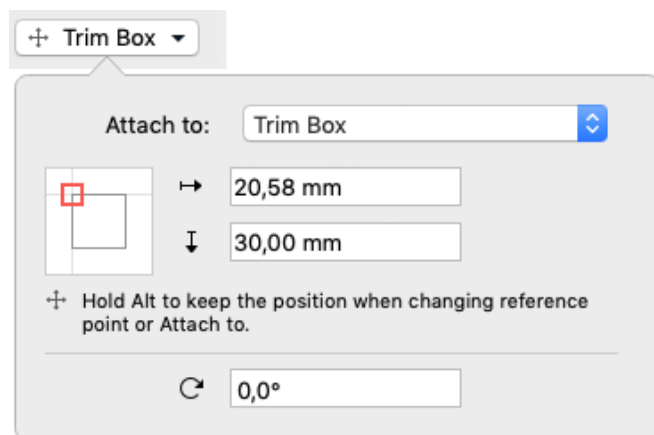 Trim Box
Attach to: Trim Box
20,58 mm
30,00 mm
Hold Alt to keep the position when changing reference
point or Attach to.
0,0°